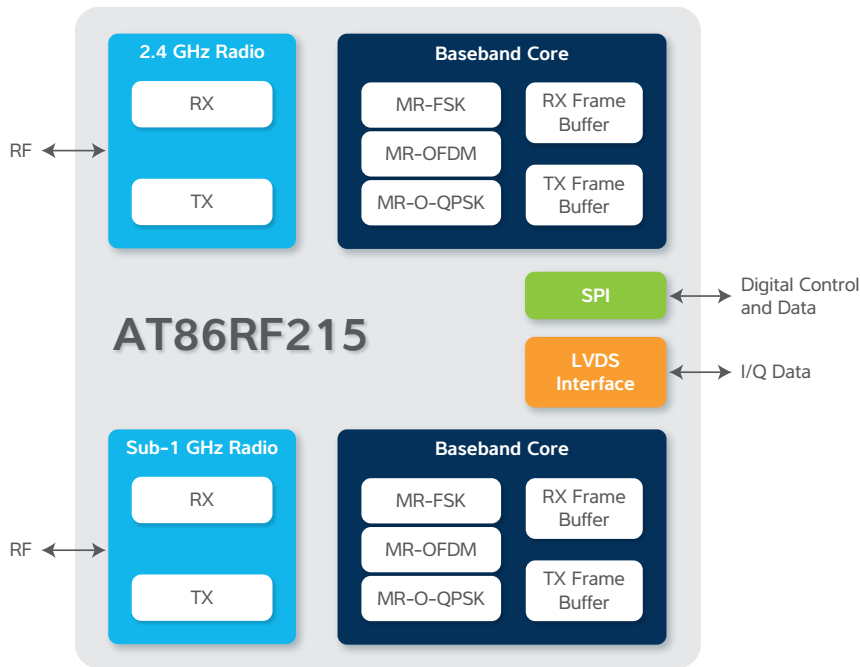 2.4 GHz Radio
RX
TX
RF
Baseband Core
MR-FSK
MR-OFDM
MR-O-QPSK
RX Frame
Buffer
TX Frame
Buffer
SPI
Digital Control
and Data
AT86RF215
LVDS
Interface
I/Q Data
Sub-1 GHz Radio
RX
TX
RF
Baseband Core
MR-FSK
MR-OFDM
MR-O-QPSK
RX Frame
Buffer
TX Frame
Buffer